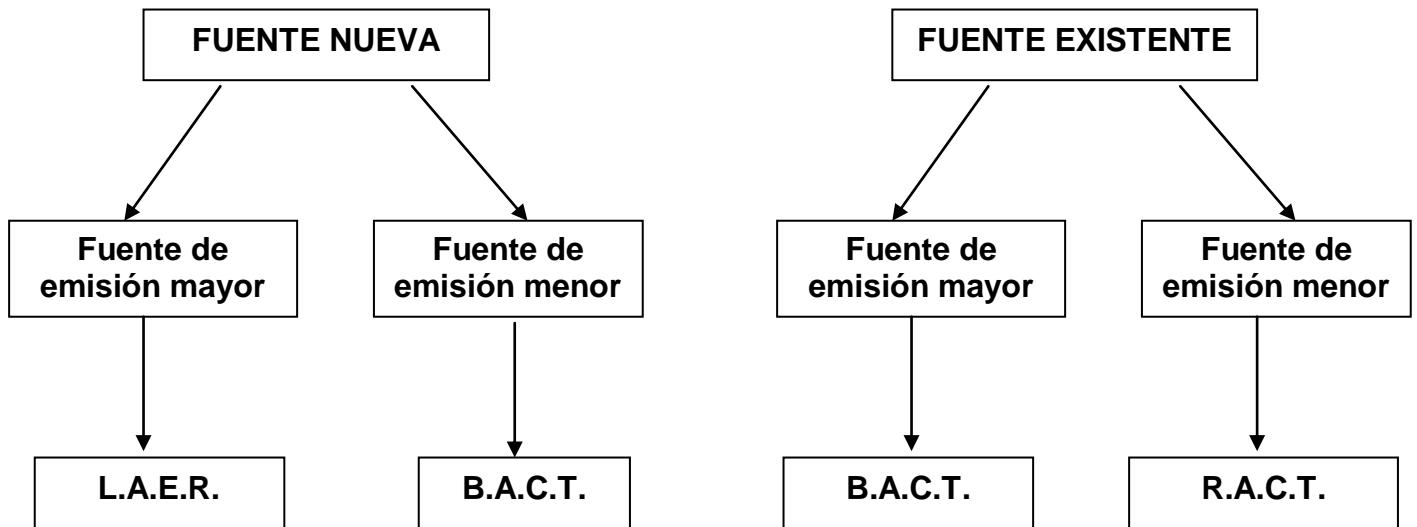 FUENTE NUEVA
FUENTE EXISTENTE
Fuente de
emisión mayor
Fuente de
emisión menor
Fuente de
emisión mayor
Fuente de
emisión menor
L.A.E.R.
B.A.C.T.
B.A.C.T.
R.A.C.T.